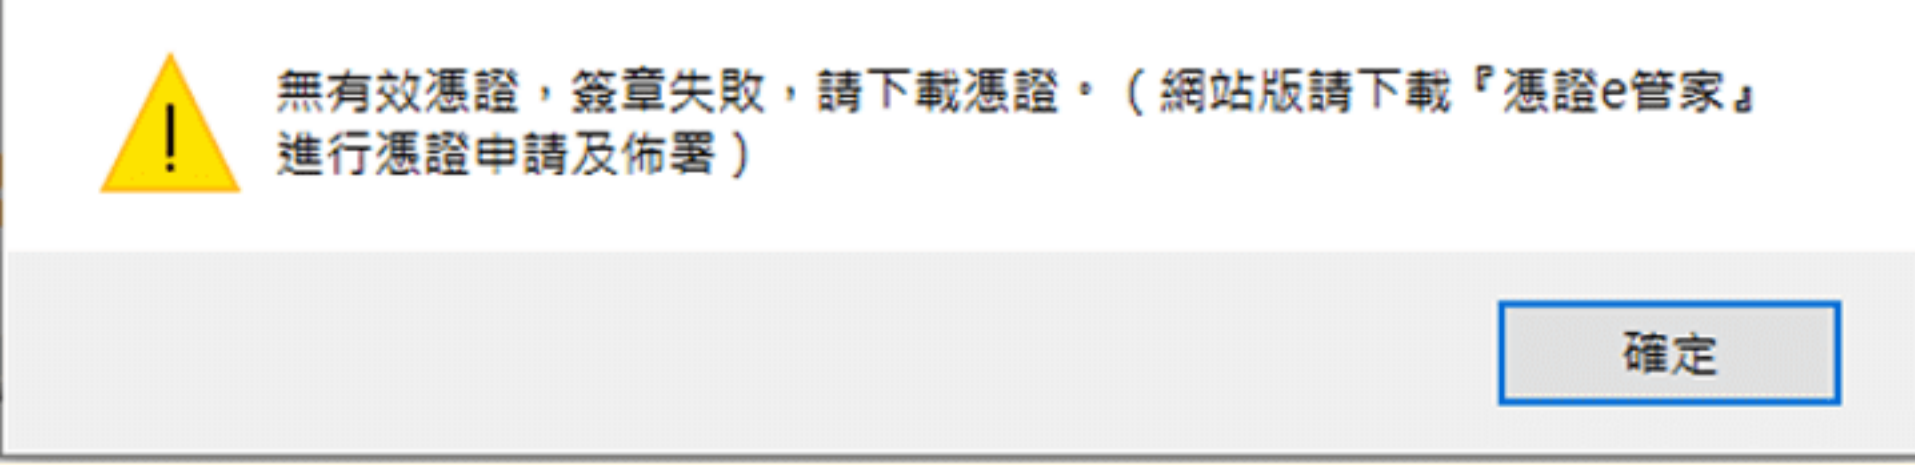 無有效憑證，簽章失敗，請下載憑證。（網站版請下載『憑證e管家』
進行憑證申請及佈署）
確定